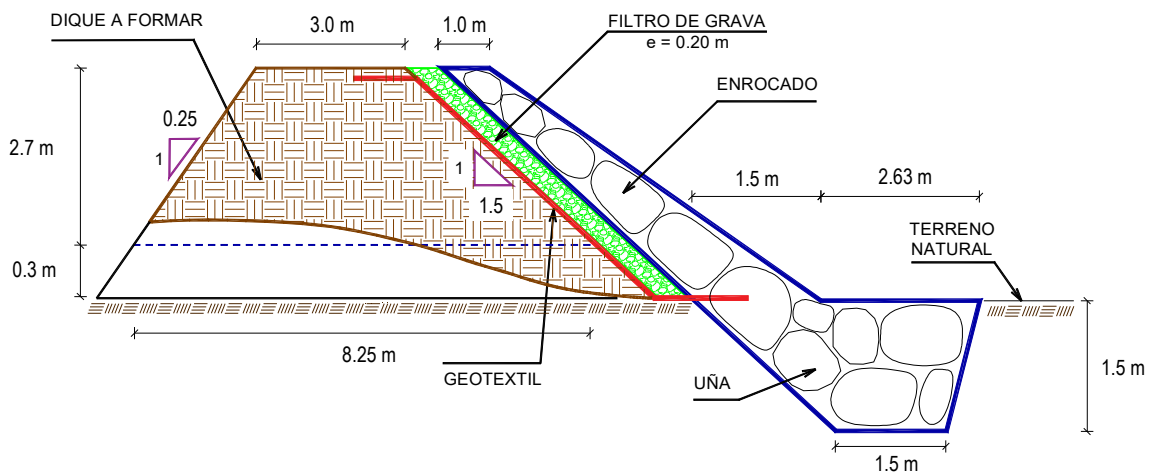 DIQUE A FORMAR
3.0 m
1.0 m
FILTRO DE GRAVA
e = 0.20 m
ENROCADO
0.25
1
2.7 m
1
1.5
1.5 m
2.63 m
TERRENO
NATURAL
0.3 m
8.25 m
GEOTEXTIL
UÑA
1.5 m
1.5 m